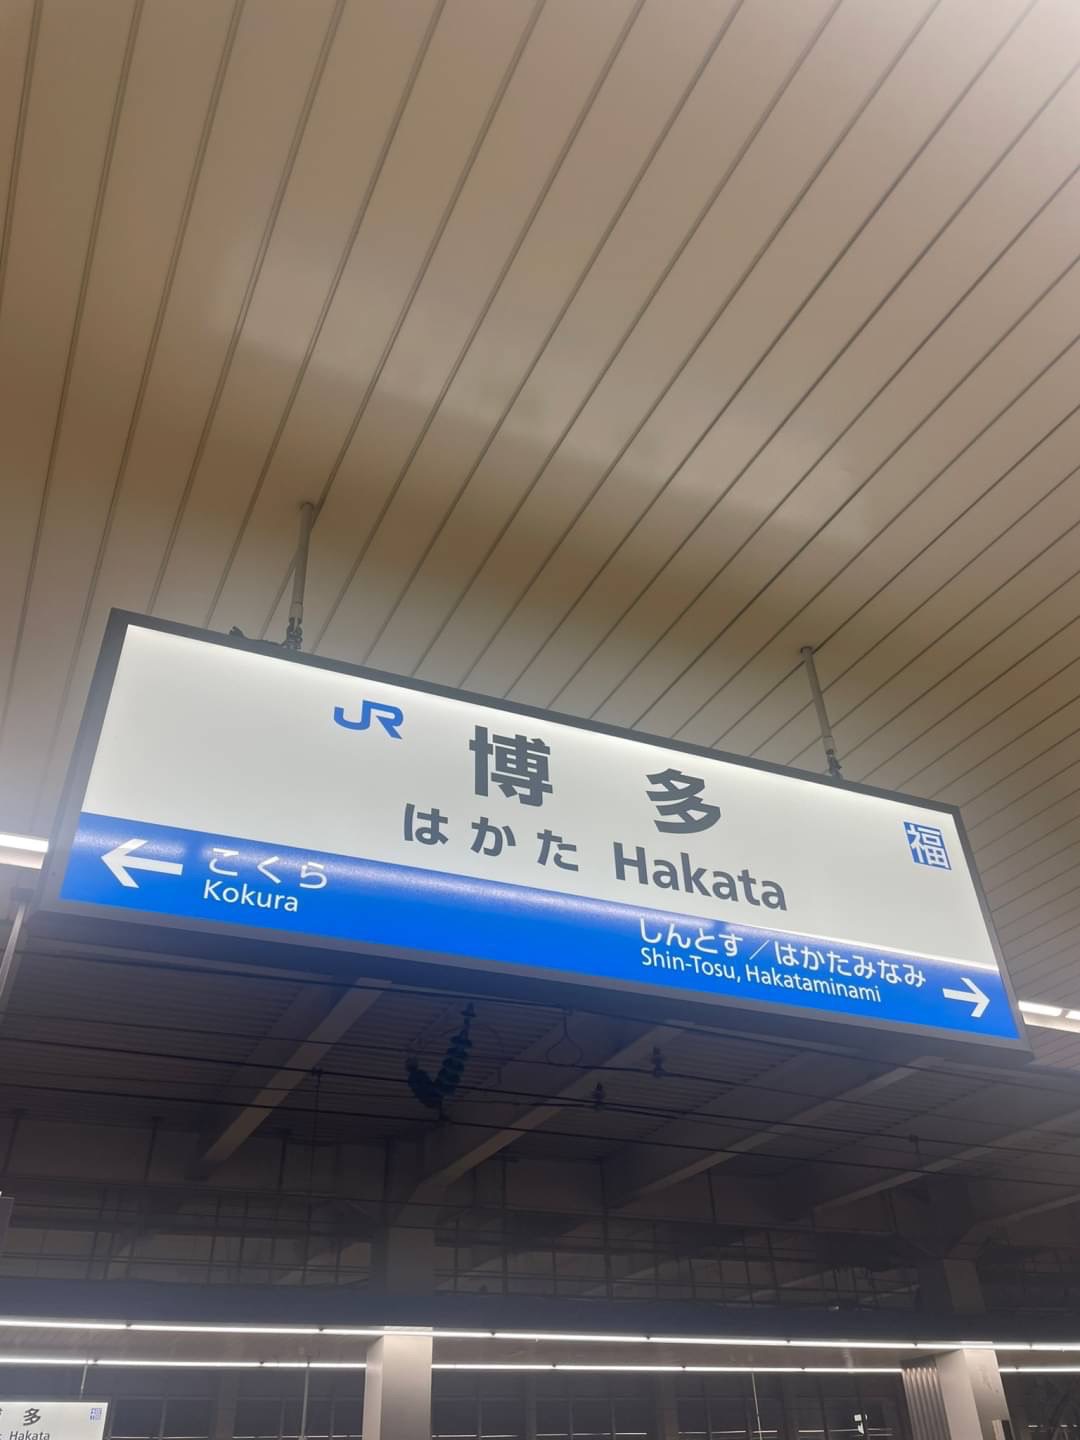 JR
博多
はかた Hakata
福
こくら
Kokura
しんとす／はかたみなみ
Shin-Tosu, Hakataminami
多
Hakata